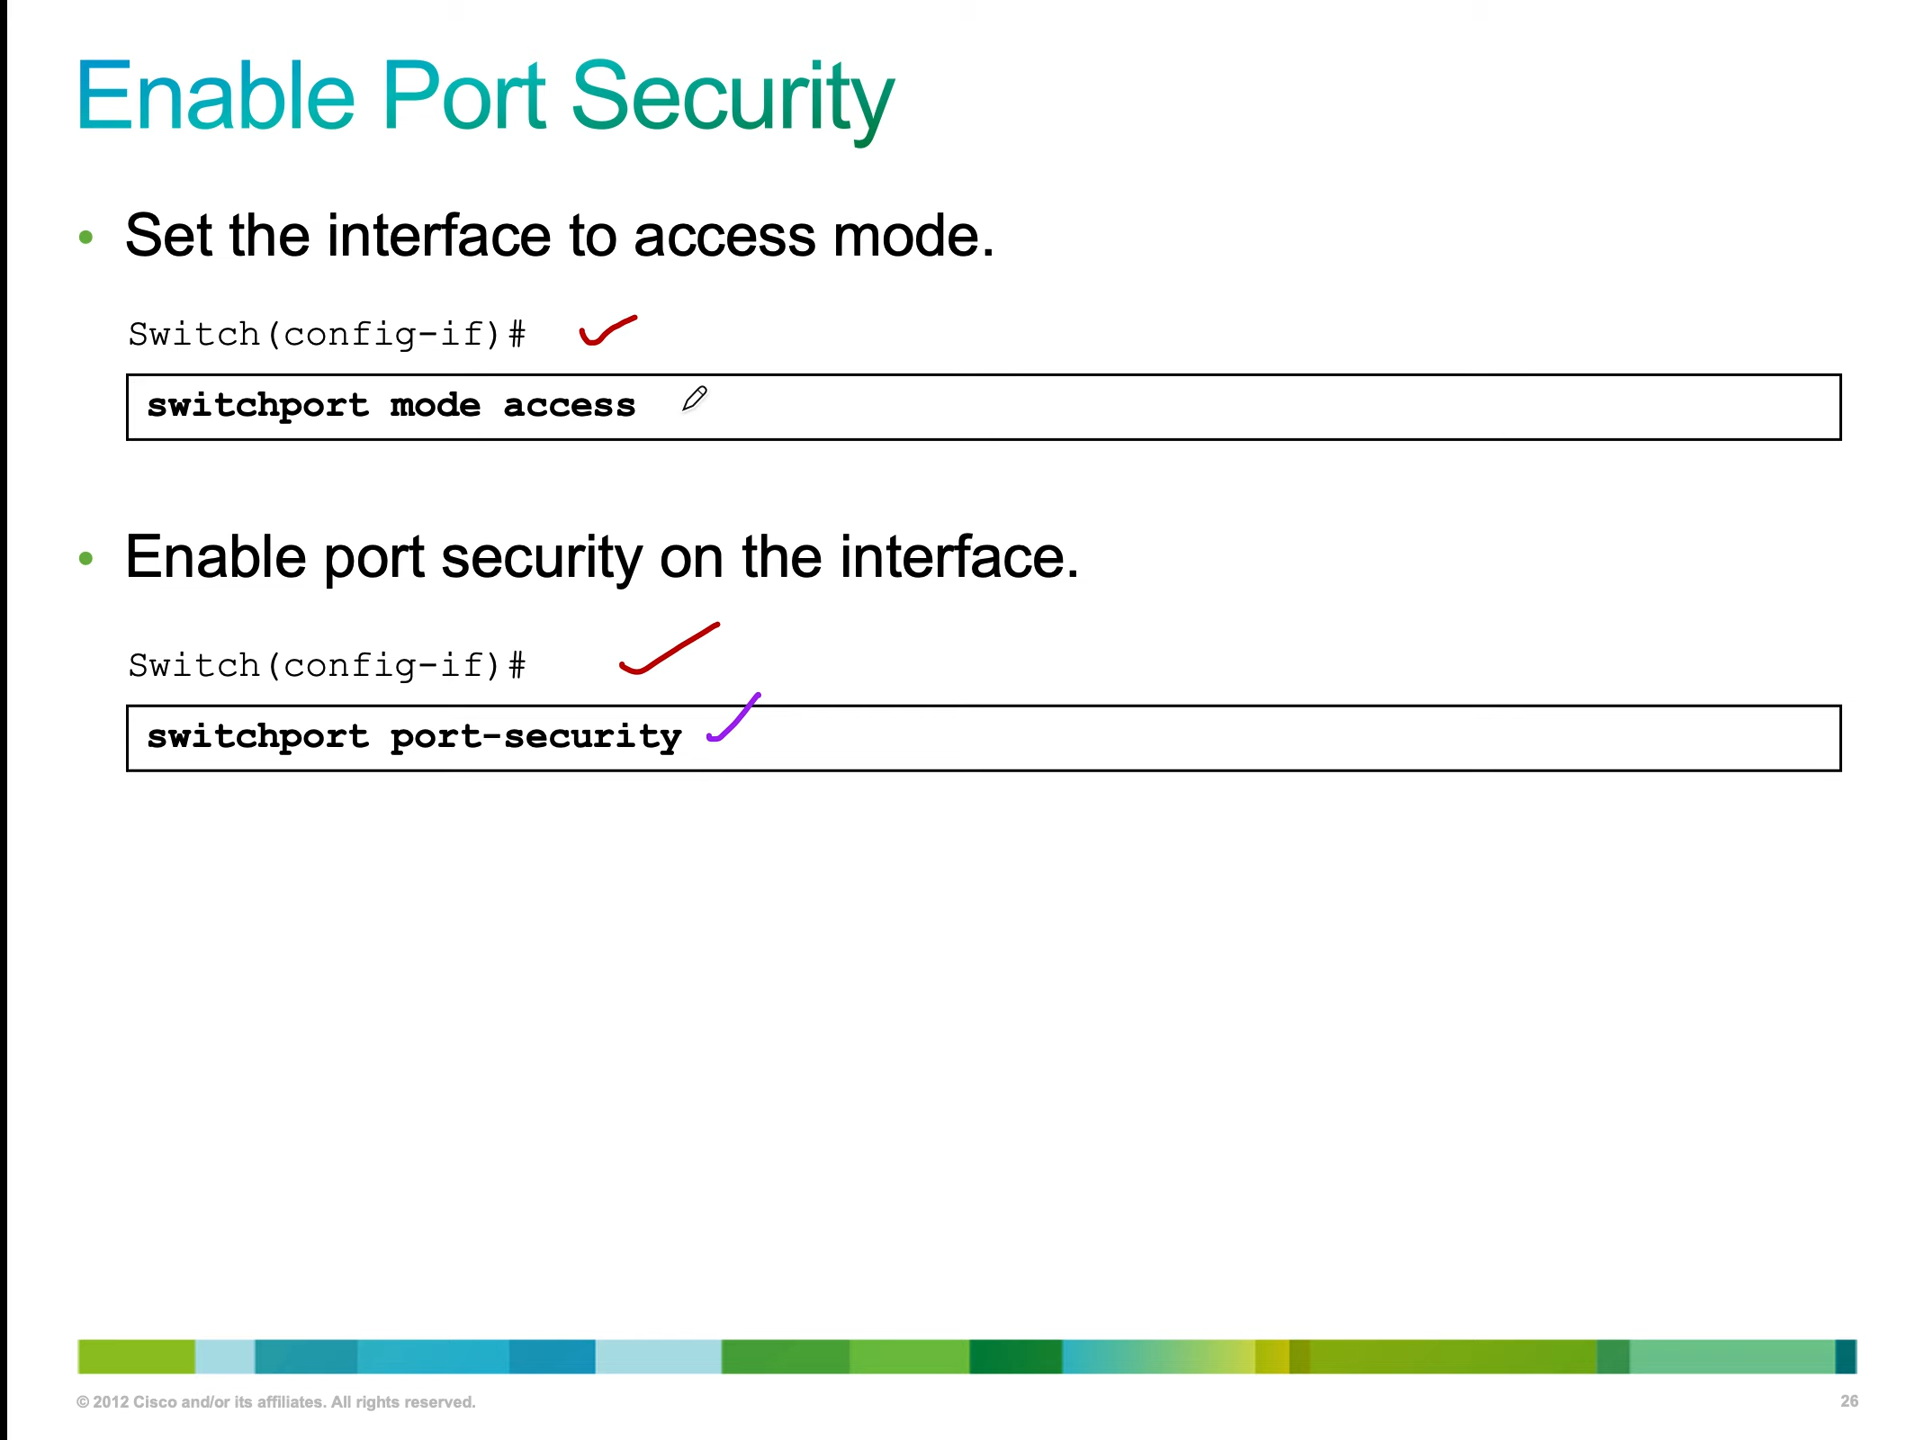 Enable Port Security
• Set the interface to access mode.
Switch(config-if)#
switchport mode access
• Enable port security on the interface.
Switch(config-if)#
switchport port-security
© 2012 Cisco and/or its affiliates. All rights reserved.
26